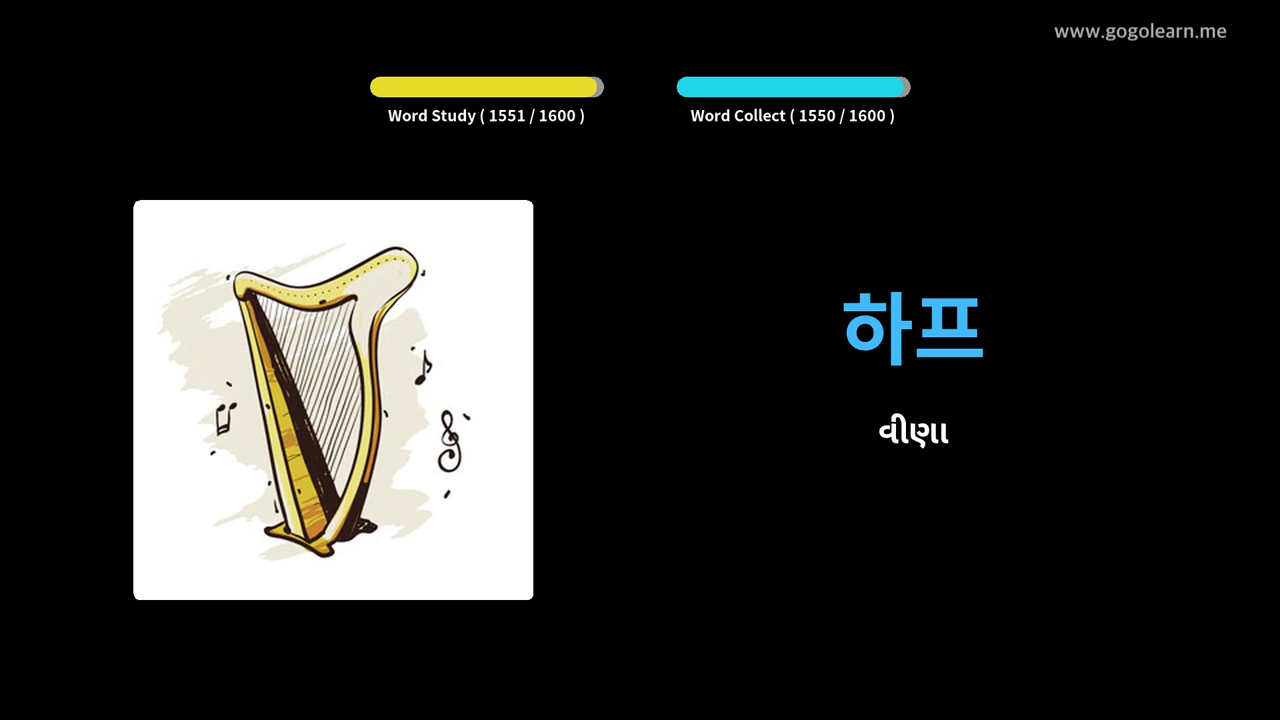 www.gogolearn.me
Word Study ( 1551 / 1600 )
Word Collect ( 1550 / 1600 )
하프
વીણા